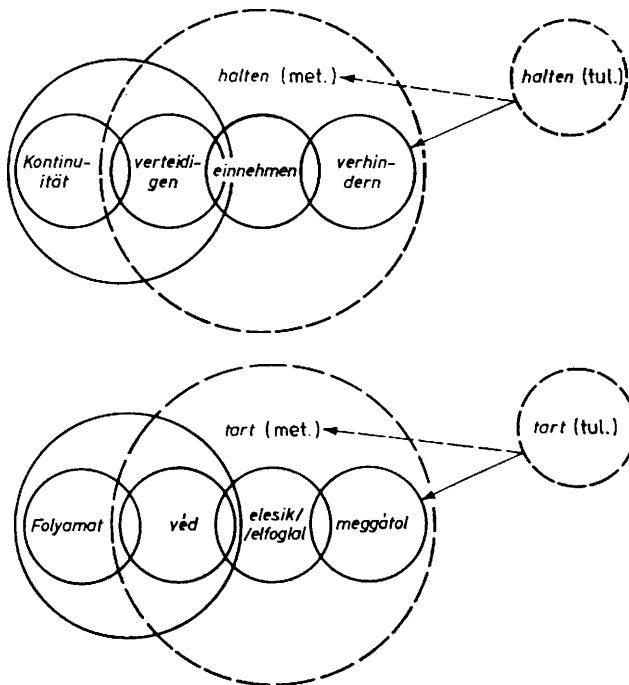 halten (met.)
halten (tul.)
Kontinu-
ität
verteidi-
gen
einnehmen
verhin-
dern
tart (met.)
tart (tul.)
Folyamat
véd
elesik/
/elfoglal
meggátol